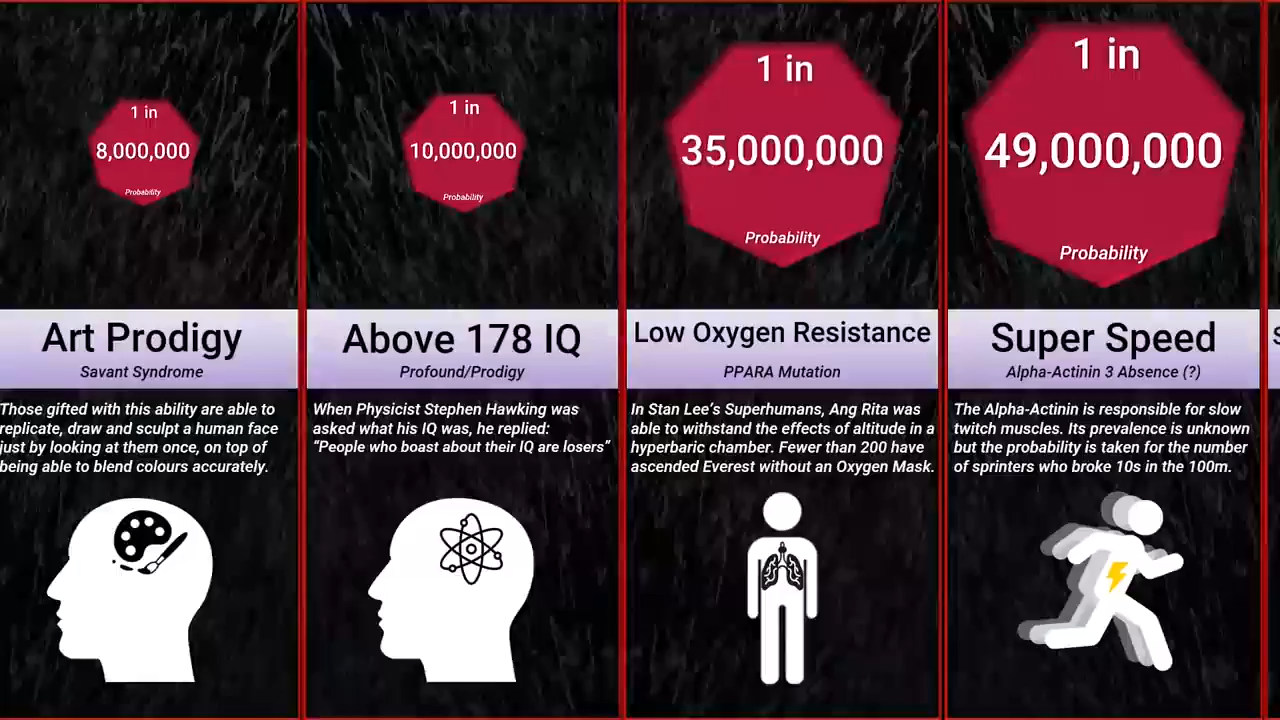 1 in
8,000,000
Probability
Art Prodigy
Savant Syndrome
Those gifted with this ability are able to
replicate, draw and sculpt a human face
just by looking at them once, on top of
being able to blend colours accurately.
1 in
10,000,000
Probability
Above 178 IQ
Profound/Prodigy
When Physicist Stephen Hawking was
asked what his IQ was, he replied:
“People who boast about their IQ are losers”
1 in
35,000,000
Probability
Low Oxygen Resistance
PPARA Mutation
In Stan Lee’s Superhumans, Ang Rita was
able to withstand the effects of altitude in a
hyperbaric chamber. Fewer than 200 have
ascended Everest without an Oxygen Mask.
1 in
49,000,000
Probability
Super Speed
Alpha-Actinin 3 Absence (?)
The Alpha-Actinin is responsible for slow
twitch muscles. Its prevalence is unknown
but the probability is taken for the number
of sprinters who broke 10s in the 100m.